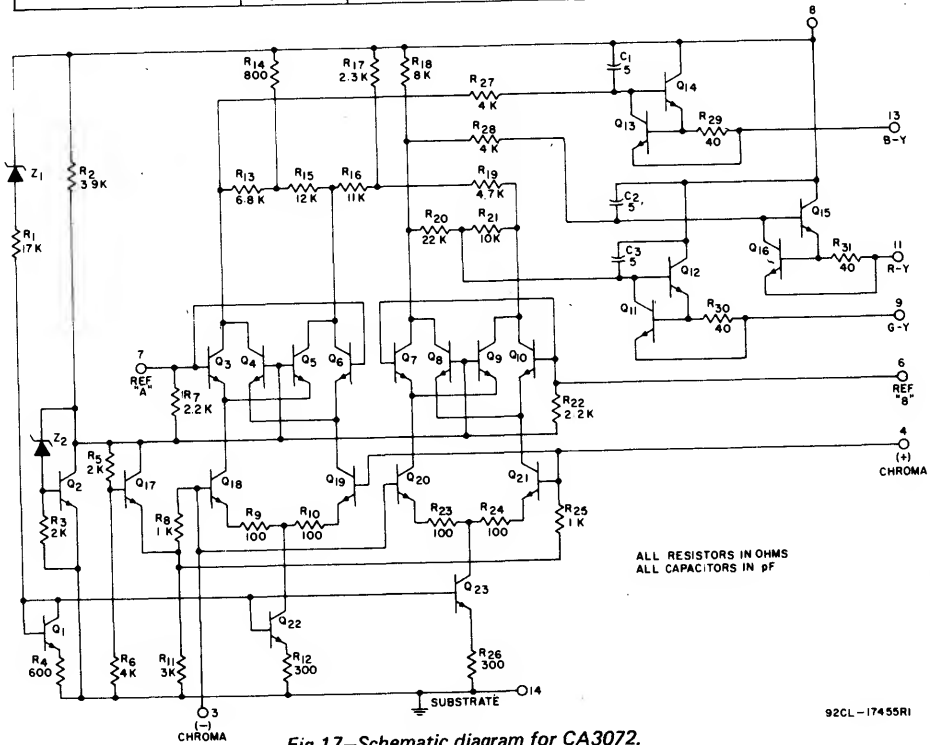 8
R14
800
R17
2.3K
R18
8K
C1
5
R27
4K
Q14
Q13
R29
40
13
B-Y
R28
4K
Z1
R2
3.9K
R1
17K
R13
6.8K
R15
12K
R16
11K
R19
4.7K
R20
22K
R21
10K
C2
5
Q15
Q16
R31
40
11
R-Y
C3
5
Q12
Q11
R30
40
9
G-Y
7
REF
"A"
Q3
Q4
Q5
Q6
Q7
Q8
Q9
Q10
6
REF
"B"
R7
2.2K
R22
2.2K
4
(+)
CHROMA
Z2
Q2
R5
2K
Q17
Q18
Q19
Q20
Q21
R3
2K
R8
1K
R9
100
R10
100
R23
100
R24
100
R25
1K
ALL RESISTORS IN OHMS
ALL CAPACITORS IN pF
Q23
Q1
Q22
R4
600
R6
4K
R11
3K
R12
300
R26
300
SUBSTRATE
14
3
(-)
CHROMA
92CL-17455R1
Fig.17—Schematic diagram for CA3072.